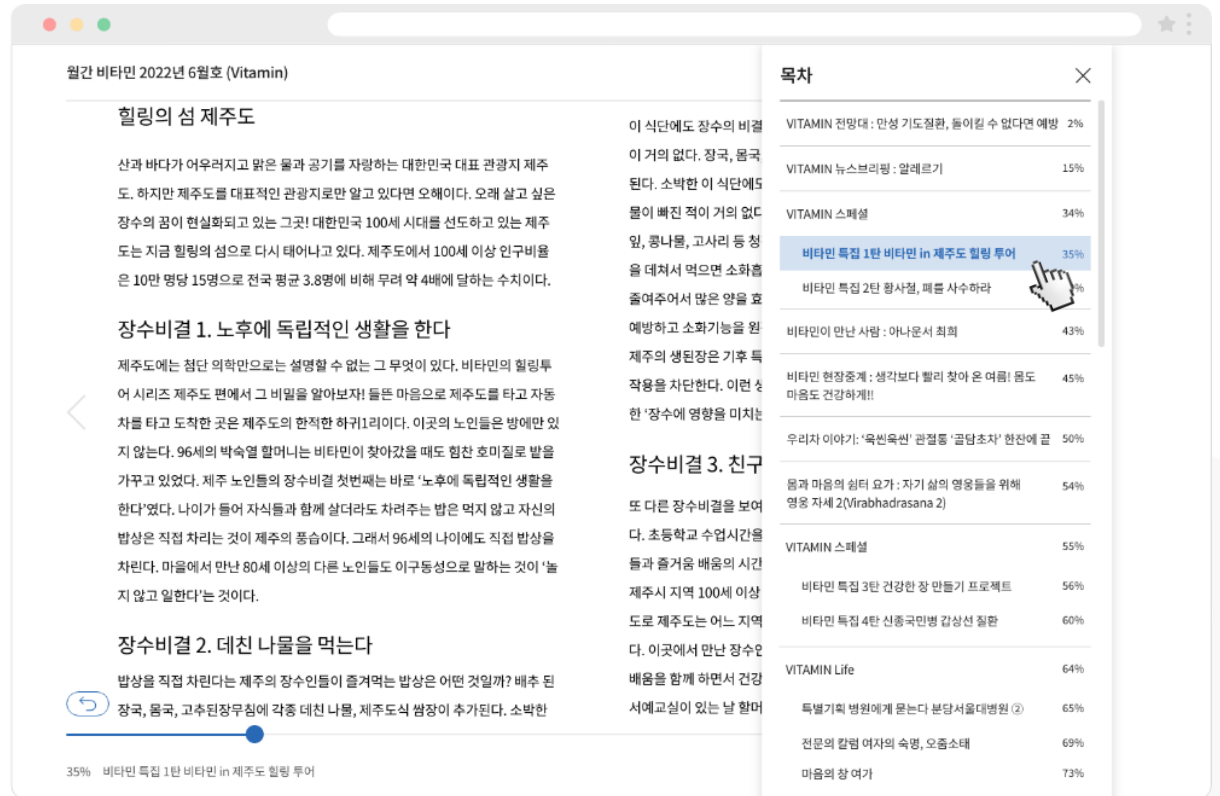 월간 비타민 2022년 6월호 (Vitamin)
힐링의 섬 제주도
산과 바다가 어우러지고 맑은 물과 공기를 자랑하는 대한민국 대표 관광지 제주
도. 하지만 제주도를 대표적인 관광지로만 알고 있다면 오해이다. 오래 살고 싶은
장수의 꿈이 현실화되고 있는 그곳! 대한민국 100세 시대를 선도하고 있는 제주
도는 지금 힐링의 섬으로 다시 태어나고 있다. 제주도에서 100세 이상 인구비율
은 10만 명당 15명으로 전국 평균 3.8명에 비해 무려 약 4배에 달하는 수치이다.
장수비결 1. 노후에 독립적인 생활을 한다
제주도에는 첨단 의학만으로는 설명할 수 없는 그 무엇이 있다. 비타민의 힐링투
어 시리즈 제주도 편에서 그 비밀을 알아보자! 들뜬 마음으로 제주도를 타고 자동
차를 타고 도착한 곳은 제주도의 한적한 하귀1리이다. 이곳의 노인들은 방에만 있
지 않는다. 96세의 박숙열 할머니는 비타민이 찾아갔을 때도 힘찬 호미질로 밭을
가꾸고 있었다. 제주 노인들의 장수비결 첫번째는 바로 ‘노후에 독립적인 생활을
한다’였다. 나이가 들어 자식들과 함께 살더라도 차려주는 밥은 먹지 않고 자신의
밥상은 직접 차리는 것이 제주의 풍습이다. 그래서 96세의 나이에도 직접 밥상을
차린다. 마을에서 만난 80세 이상의 다른 노인들도 이구동성으로 말하는 것이 ‘놀
지 않고 일한다’는 것이다.
장수비결 2. 데친 나물을 먹는다
밥상을 직접 차린다는 제주의 장수인들이 즐겨먹는 밥상은 어떤 것일까? 배추 된
장국, 몸국, 고추된장무침에 각종 데친 나물, 제주도식 쌈장이 추가된다. 소박한
이 식단에도 장수의 비결
이 거의 없다. 장국, 몸국
된다. 소박한 이 식단에도
물이 빠진 적이 거의 없다
잎, 콩나물, 고사리 등 청
을 데쳐서 먹으면 소화흡
줄여주어서 많은 양을 효
예방하고 소화기능을 원
제주의 생된장은 기후 특
작용을 차단한다. 이런 생
한 ‘장수에 영향을 미치는
장수비결 3. 친구
또 다른 장수비결을 보여
다. 초등학교 수업시간을
들과 즐거움 배움의 시간
제주시 지역 100세 이상
도로 제주도는 어느 지역
다. 이곳에서 만난 장수인
배움을 함께 하면서 건강
서예교실이 있는 날 할머
35% 비타민 특집 1탄 비타민 in 제주도 힐링 투어
목차
VITAMIN 전망대 : 만성 기도질환, 돌이킬 수 없다면 예방 2%
VITAMIN 뉴스브리핑 : 알레르기 15%
VITAMIN 스페셜 34%
비타민 특집 1탄 비타민 in 제주도 힐링 투어 35%
비타민 특집 2탄 황사철, 폐를 사수하라
비타민이 만난 사람 : 아나운서 최희 43%
비타민 현장중계 : 생각보다 빨리 찾아 온 여름! 몸도 45%
마음도 건강하게!!
우리차 이야기: ‘욱씬욱씬’ 관절통 ‘골담초차’ 한잔에 끝 50%
몸과 마음의 쉼터 요가 : 자기 삶의 영웅들을 위해 54%
영웅 자세 2(Virabhadrasana 2)
VITAMIN 스페셜 55%
비타민 특집 3탄 건강한 장 만들기 프로젝트 56%
비타민 특집 4탄 신종국민병 갑상선 질환 60%
VITAMIN Life 64%
특별기획 병원에게 묻는다 분당서울대병원 ② 65%
전문의 칼럼 여자의 숙명, 오줌소태 69%
마음의 창 여가 73%